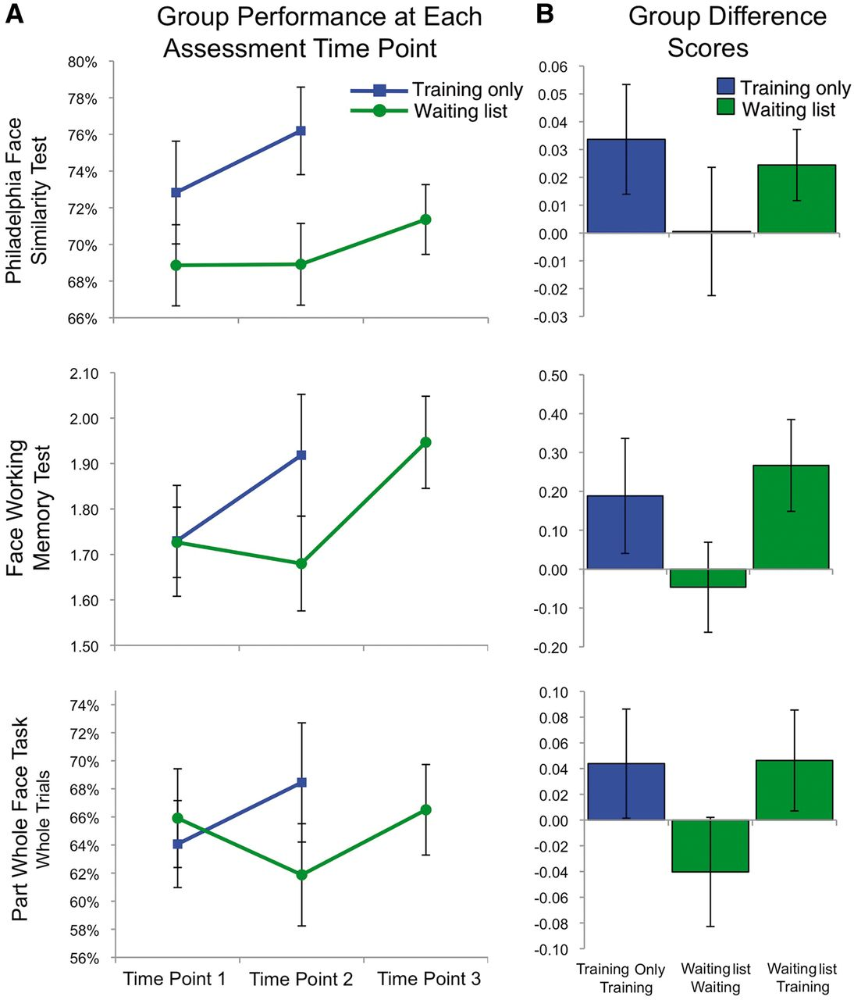 A
Group Performance at Each
Assessment Time Point
B
Group Difference
Scores
Philadelphia Face
Similarity Test
80%
78%
76%
74%
72%
70%
68%
66%
Training only
Waiting list
0.06
0.05
0.04
0.03
0.02
0.01
0.00
-0.01
-0.02
-0.03
Training only
Waiting list
Face Working
Memory Test
2.10
2.00
1.90
1.80
1.70
1.60
1.50
0.50
0.40
0.30
0.20
0.10
0.00
-0.10
-0.20
Part Whole Face Task
Whole Trials
74%
72%
70%
68%
66%
64%
62%
60%
58%
56%
Time Point 1
Time Point 2
Time Point 3
0.10
0.08
0.06
0.04
0.02
0.00
-0.02
-0.04
-0.06
-0.08
-0.10
Training Only
Training
Waiting list
Waiting
Waiting list
Training